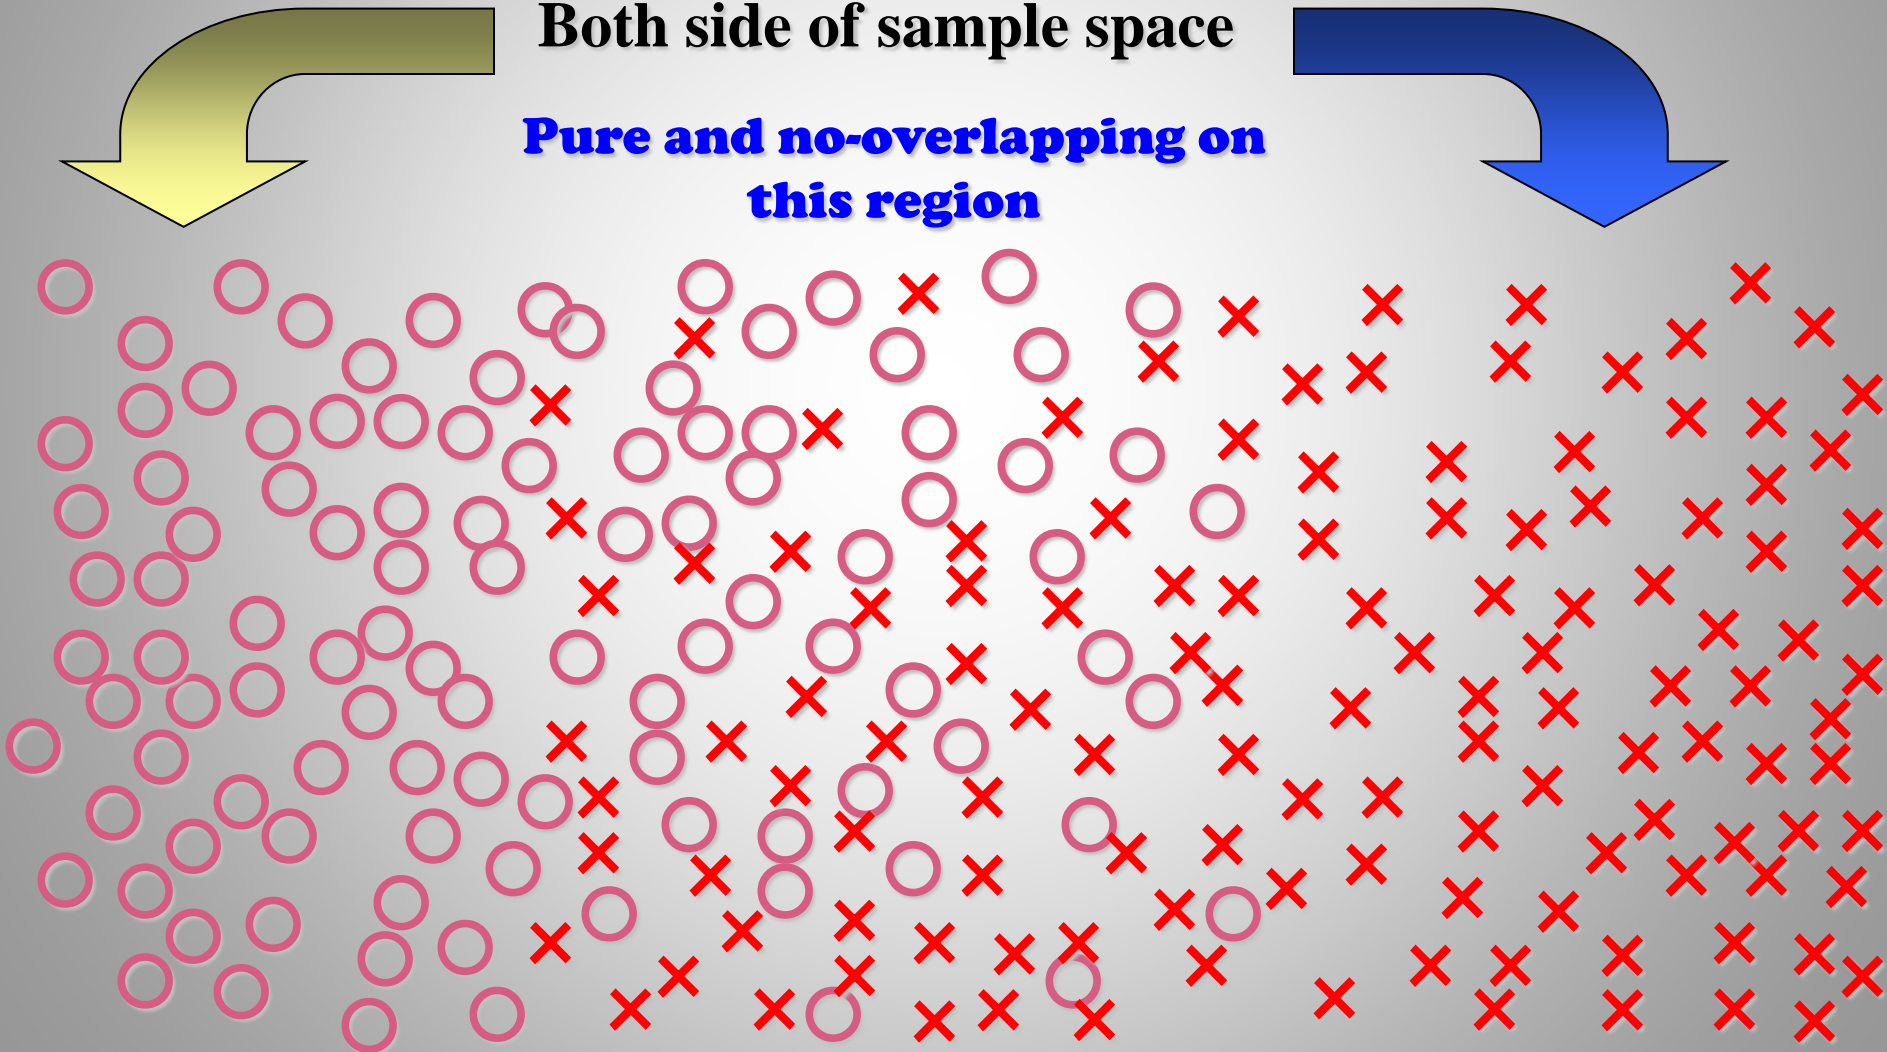 Both side of sample space
Pure and no-overlapping on
this region